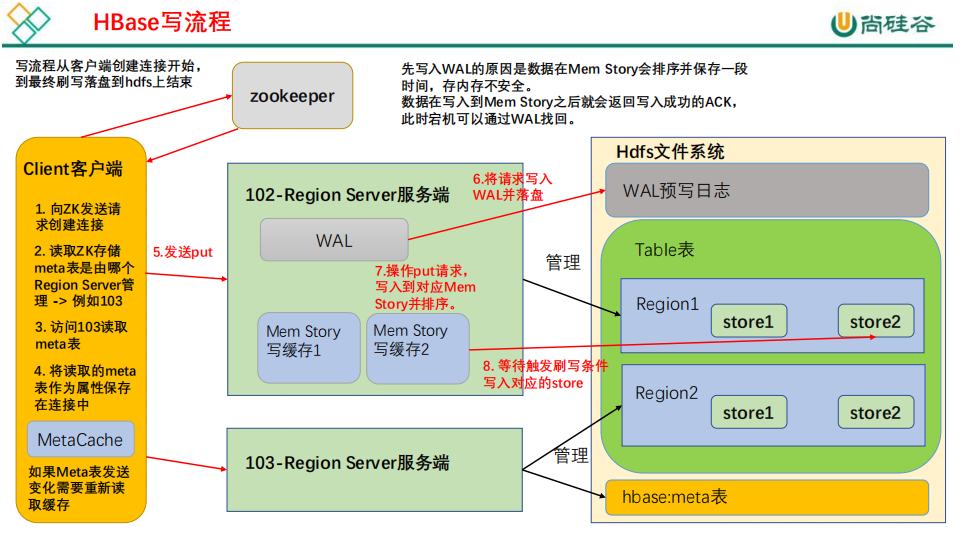 HBase写流程
尚硅谷
写流程从客户端创建连接开始，
到最终刷写落盘到hdfs上结束
zookeeper
先写入WAL的原因是数据在Mem Story会排序并保存一段
时间，存内存不安全。
数据在写入到Mem Story之后就会返回写入成功的ACK，
此时宕机可以通过WAL找回。
Client客户端
1. 向ZK发送请
求创建连接
2. 读取ZK存储
meta表是由哪个
Region Server管
理 -> 例如103
3. 访问103读取
meta表
4. 将读取的meta
表作为属性保存
在连接中
MetaCache
如果Meta表发送
变化需要重新读
取缓存
5.发送put
102-Region Server服务端
WAL
6.将请求写入
WAL并落盘
7.操作put请求，
写入到对应Mem
Story并排序。
Mem Story
写缓存1
Mem Story
写缓存2
8. 等待触发刷写条件
写入对应的store
103-Region Server服务端
管理
管理
Hdfs文件系统
WAL预写日志
Table表
Region1
store1
store2
Region2
store1
store2
hbase:meta表